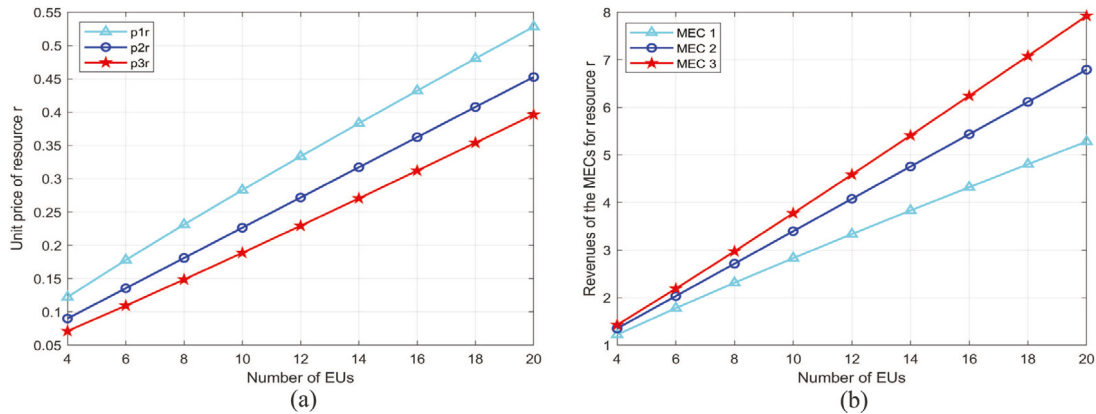 0.55
0.5
0.45
0.4
0.35
0.3
0.25
0.2
0.15
0.1
0.05
Unit price of resource r
p1r
p2r
p3r
4 6 8 10 12 14 16 18 20
Number of EUs
(a)
8
7
6
5
4
3
2
1
Revenues of the MECs for resource r
MEC 1
MEC 2
MEC 3
4 6 8 10 12 14 16 18 20
Number of EUs
(b)